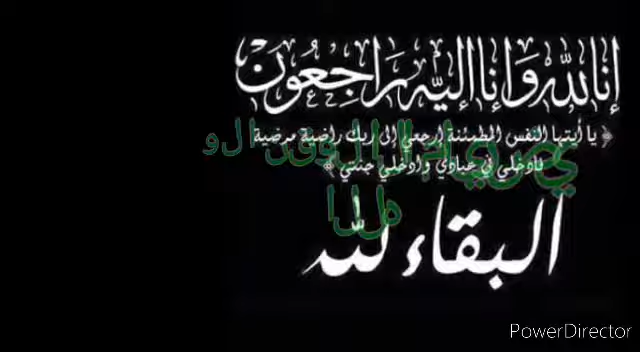 إنا لله وإنا إليه راجعون
﴿ يا أيتها النفس المطمئنة إرجعي إلى ربك راضية مرضية
فادخلي في عبادي وادخلي جنتي ﴾
البقاء لله
PowerDirector